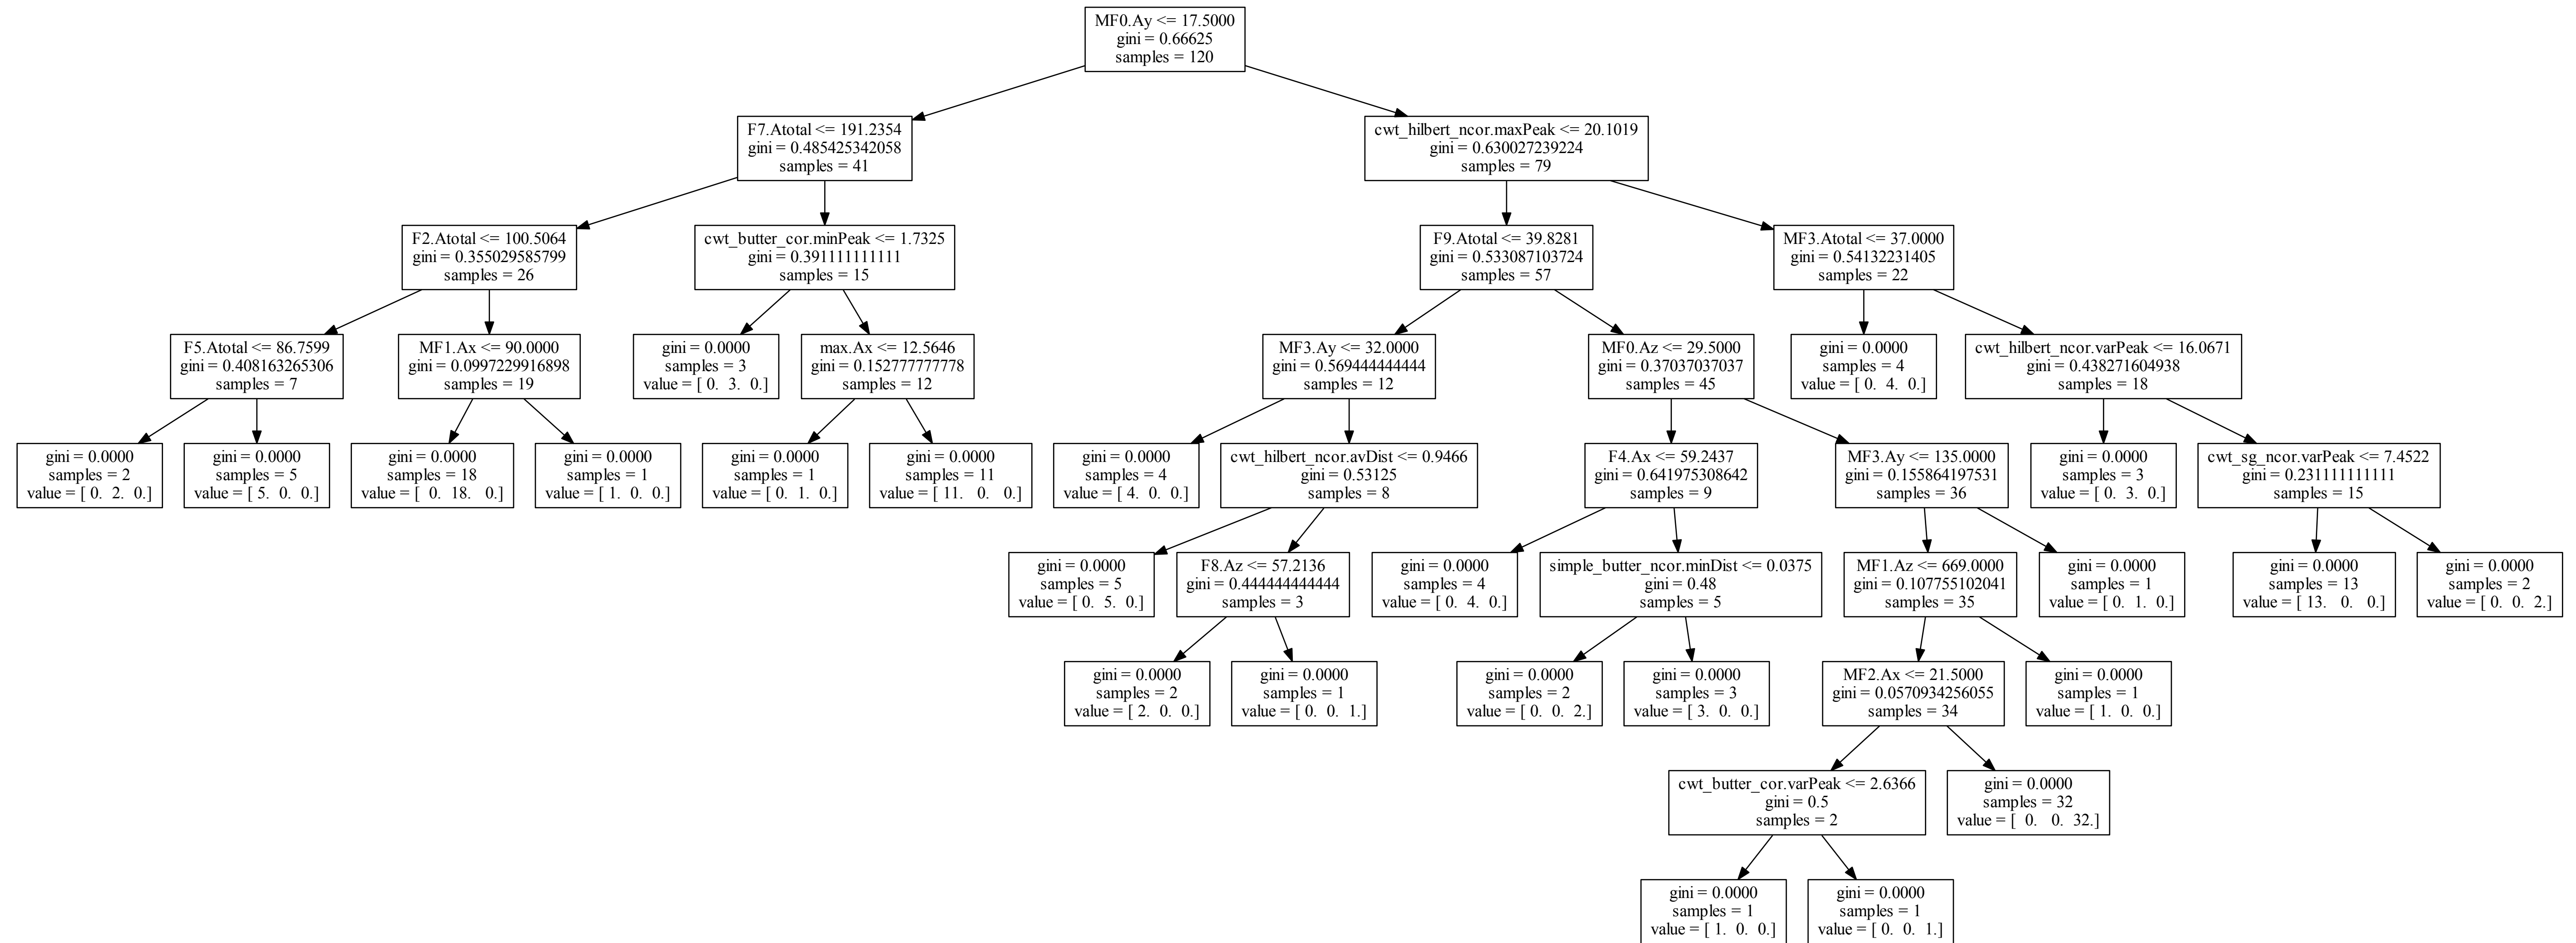 MF0.Ay <= 17.5000
gini = 0.66625
samples = 120
F7.Atotal <= 191.2354
gini = 0.485425342058
samples = 41
cwt_hilbert_ncor.maxPeak <= 20.1019
gini = 0.630027239224
samples = 79
F2.Atotal <= 100.5064
gini = 0.355029585799
samples = 26
cwt_butter_cor.minPeak <= 1.7325
gini = 0.391111111111
samples = 15
F9.Atotal <= 39.8281
gini = 0.533087103724
samples = 57
MF3.Atotal <= 37.0000
gini = 0.54132231405
samples = 22
F5.Atotal <= 86.7599
gini = 0.408163265306
samples = 7
MF1.Ax <= 90.0000
gini = 0.0997229916898
samples = 19
gini = 0.0000
samples = 3
value = [ 0.  3.  0.]
max.Ax <= 12.5646
gini = 0.152777777778
samples = 12
MF3.Ay <= 32.0000
gini = 0.569444444444
samples = 12
MF0.Az <= 29.5000
gini = 0.37037037037
samples = 45
gini = 0.0000
samples = 4
value = [ 0.  4.  0.]
cwt_hilbert_ncor.varPeak <= 16.0671
gini = 0.438271604938
samples = 18
gini = 0.0000
samples = 2
value = [ 0.  2.  0.]
gini = 0.0000
samples = 5
value = [ 5.  0.  0.]
gini = 0.0000
samples = 18
value = [  0.  18.   0.]
gini = 0.0000
samples = 1
value = [ 1.  0.  0.]
gini = 0.0000
samples = 1
value = [ 0.  1.  0.]
gini = 0.0000
samples = 11
value = [ 11.   0.   0.]
gini = 0.0000
samples = 4
value = [ 4.  0.  0.]
cwt_hilbert_ncor.avDist <= 0.9466
gini = 0.53125
samples = 8
F4.Ax <= 59.2437
gini = 0.641975308642
samples = 9
MF3.Ay <= 135.0000
gini = 0.155864197531
samples = 36
gini = 0.0000
samples = 3
value = [ 0.  3.  0.]
cwt_sg_ncor.varPeak <= 7.4522
gini = 0.231111111111
samples = 15
gini = 0.0000
samples = 5
value = [ 0.  5.  0.]
F8.Az <= 57.2136
gini = 0.444444444444
samples = 3
gini = 0.0000
samples = 4
value = [ 0.  4.  0.]
simple_butter_ncor.minDist <= 0.0375
gini = 0.48
samples = 5
MF1.Az <= 669.0000
gini = 0.107755102041
samples = 35
gini = 0.0000
samples = 1
value = [ 0.  1.  0.]
gini = 0.0000
samples = 13
value = [ 13.   0.   0.]
gini = 0.0000
samples = 2
value = [ 0.  0.  2.]
gini = 0.0000
samples = 2
value = [ 2.  0.  0.]
gini = 0.0000
samples = 1
value = [ 0.  0.  1.]
gini = 0.0000
samples = 2
value = [ 0.  0.  2.]
gini = 0.0000
samples = 3
value = [ 3.  0.  0.]
MF2.Ax <= 21.5000
gini = 0.0570934256055
samples = 34
gini = 0.0000
samples = 1
value = [ 1.  0.  0.]
cwt_butter_cor.varPeak <= 2.6366
gini = 0.5
samples = 2
gini = 0.0000
samples = 32
value = [  0.   0.  32.]
gini = 0.0000
samples = 1
value = [ 1.  0.  0.]
gini = 0.0000
samples = 1
value = [ 0.  0.  1.]